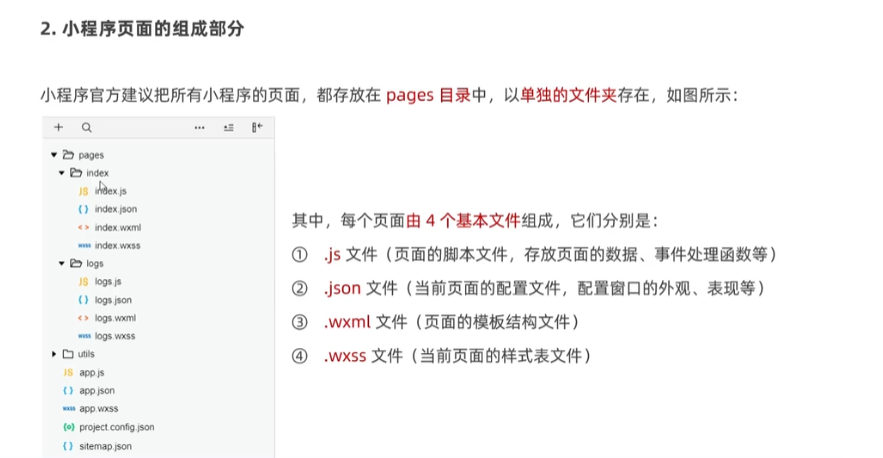 2. 小程序页面的组成部分
小程序官方建议把所有小程序的页面，都存放在 pages 目录中，以单独的文件夹存在，如图所示：
pages
index
JS index.js
{ } index.json
< > index.wxml
wxss index.wxss
logs
JS logs.js
{ } logs.json
< > logs.wxml
wxss logs.wxss
utils
JS app.js
{ } app.json
wxss app.wxss
{o} project.config.json
{ } sitemap.json
其中，每个页面由 4 个基本文件组成，它们分别是：
① .js 文件（页面的脚本文件，存放页面的数据、事件处理函数等）
② .json 文件（当前页面的配置文件，配置窗口的外观、表现等）
③ .wxml 文件（页面的模板结构文件）
④ .wxss 文件（当前页面的样式表文件）